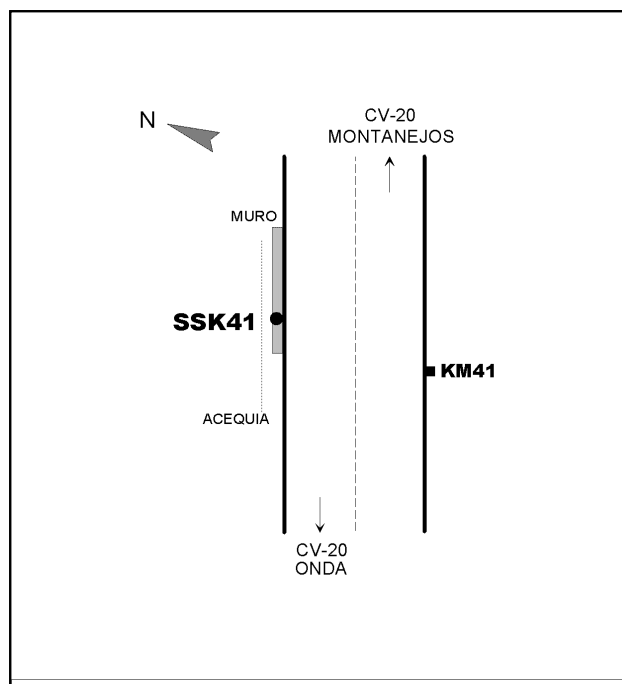 CV-20
MONTANEJOS
N
MURO
SSK41
KM41
ACEQUIA
CV-20
ONDA